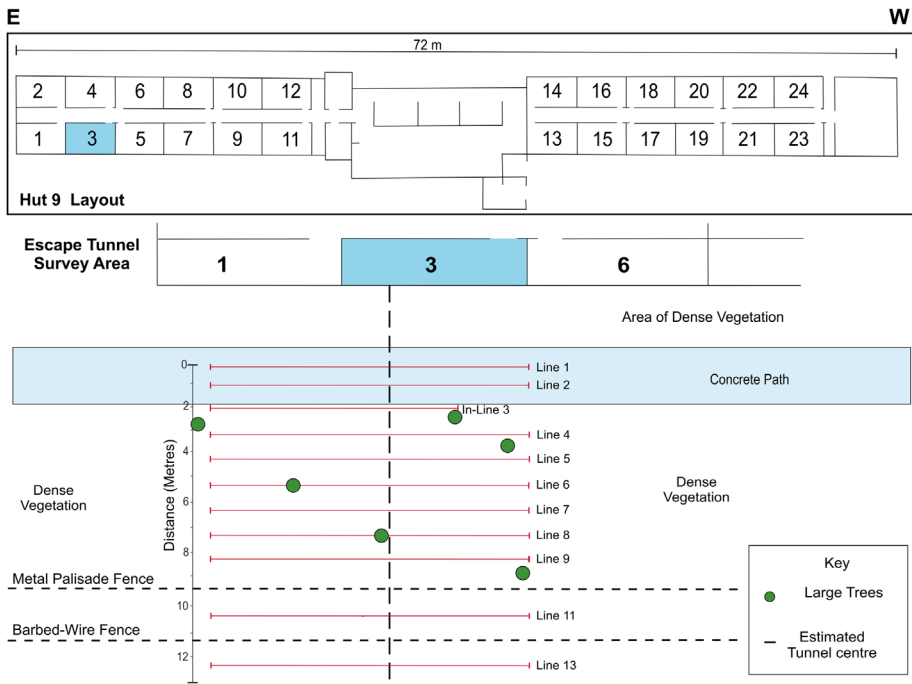 E W
72 m
2 4 6 8 10 12 14 16 18 20 22 24
1 3 5 7 9 11 13 15 17 19 21 23
Hut 9 Layout
Escape Tunnel
Survey Area
1 3 6
Area of Dense Vegetation
0
Line 1
Concrete Path
Line 2
2
In-Line 3
Line 4
4
Line 5
Dense
Vegetation
Distance (Metres)
Line 6
Dense
Vegetation
6
Line 7
Line 8
8
Line 9
Metal Palisade Fence
10
Line 11
Barbed-Wire Fence
12
Line 13
Key
Large Trees
Estimated
Tunnel centre